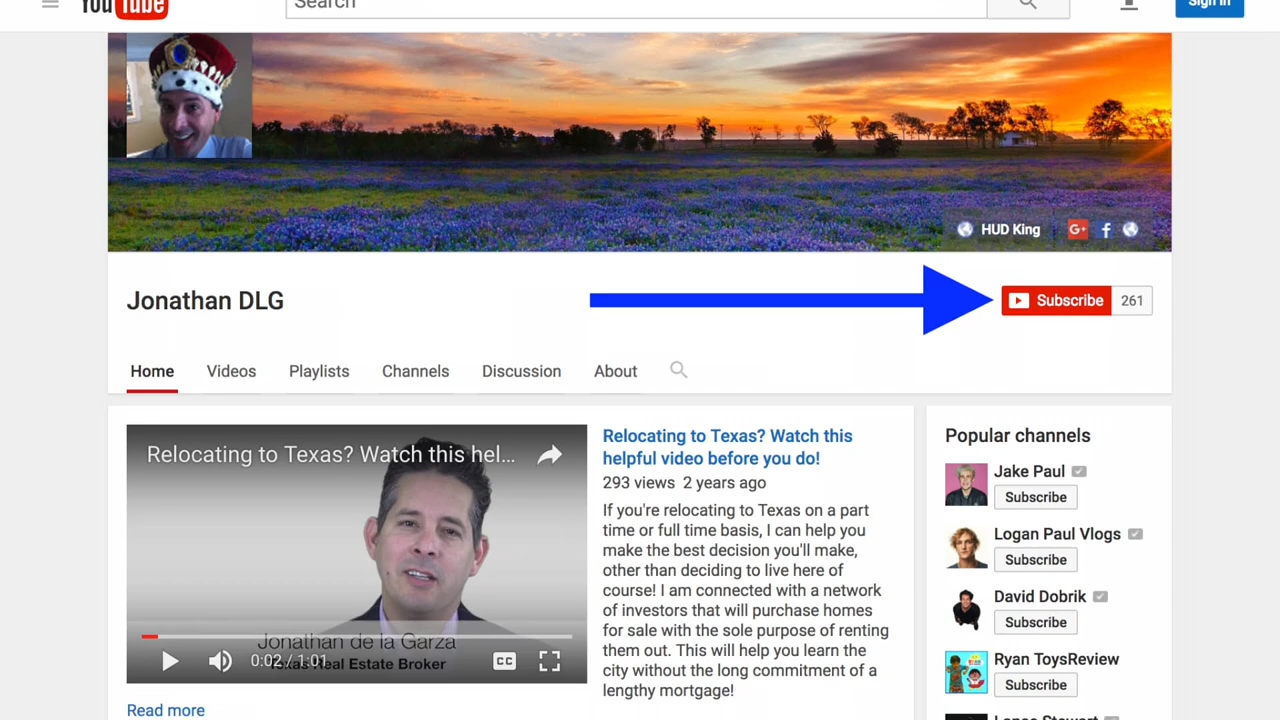 YouTube
Search
Sign in
HUD King
G+ f
Jonathan DLG
Subscribe 261
Home Videos Playlists Channels Discussion About
Relocating to Texas? Watch this hel...
Jonathan de la Garza
Texas Real Estate Broker
0:02 / 1:01
CC
Relocating to Texas? Watch this
helpful video before you do!
293 views 2 years ago
If you're relocating to Texas on a part
time or full time basis, I can help you
make the best decision you'll make,
other than deciding to live here of
course! I am connected with a network
of investors that will purchase homes
for sale with the sole purpose of renting
them out. This will help you learn the
city without the long commitment of a
lengthy mortgage!
Read more
Popular channels
Jake Paul
Subscribe
Logan Paul Vlogs
Subscribe
David Dobrik
Subscribe
Ryan ToysReview
Subscribe
Lance Stewart